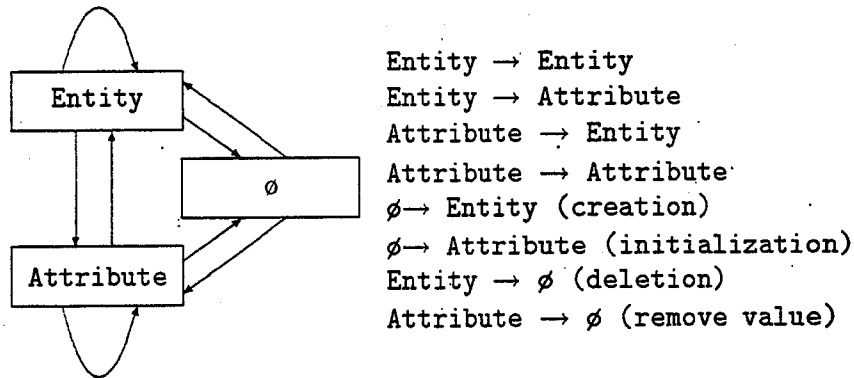 Entity
ø
Attribute
Entity → Entity
Entity → Attribute
Attribute → Entity
Attribute → Attribute
ø→ Entity (creation)
ø→ Attribute (initialization)
Entity → ø (deletion)
Attribute → ø (remove value)